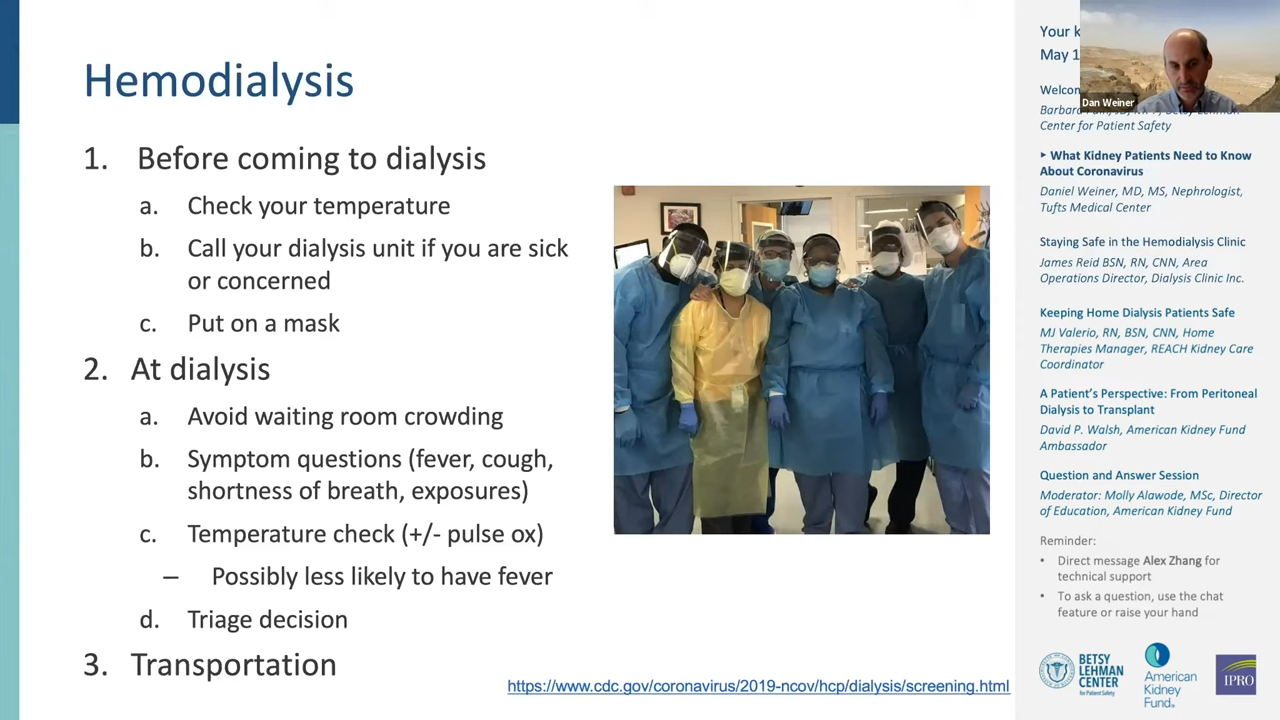 Hemodialysis
1. Before coming to dialysis
a. Check your temperature
b. Call your dialysis unit if you are sick
or concerned
c. Put on a mask
2. At dialysis
a. Avoid waiting room crowding
b. Symptom questions (fever, cough,
shortness of breath, exposures)
c. Temperature check (+/- pulse ox)
– Possibly less likely to have fever
d. Triage decision
3. Transportation
https://www.cdc.gov/coronavirus/2019-ncov/hcp/dialysis/screening.html
Your
May
Dan Weiner
Center for Patient Safety
▸ What Kidney Patients Need to Know
About Coronavirus
Daniel Weiner, MD, MS, Nephrologist,
Tufts Medical Center
Staying Safe in the Hemodialysis Clinic
James Reid BSN, RN, CNN, Area
Operations Director, Dialysis Clinic Inc.
Keeping Home Dialysis Patients Safe
MJ Valerio, RN, BSN, CNN, Home
Therapies Manager, REACH Kidney Care
Coordinator
A Patient's Perspective: From Peritoneal
Dialysis to Transplant
David P. Walsh, American Kidney Fund
Ambassador
Question and Answer Session
Moderator: Molly Alawode, MSc, Director
of Education, American Kidney Fund
Reminder:
• Direct message Alex Zhang for
technical support
• To ask a question, use the chat
feature or raise your hand
BETSY
LEHMAN
CENTER
for Patient Safety
American
Kidney
Fund.
IPRO